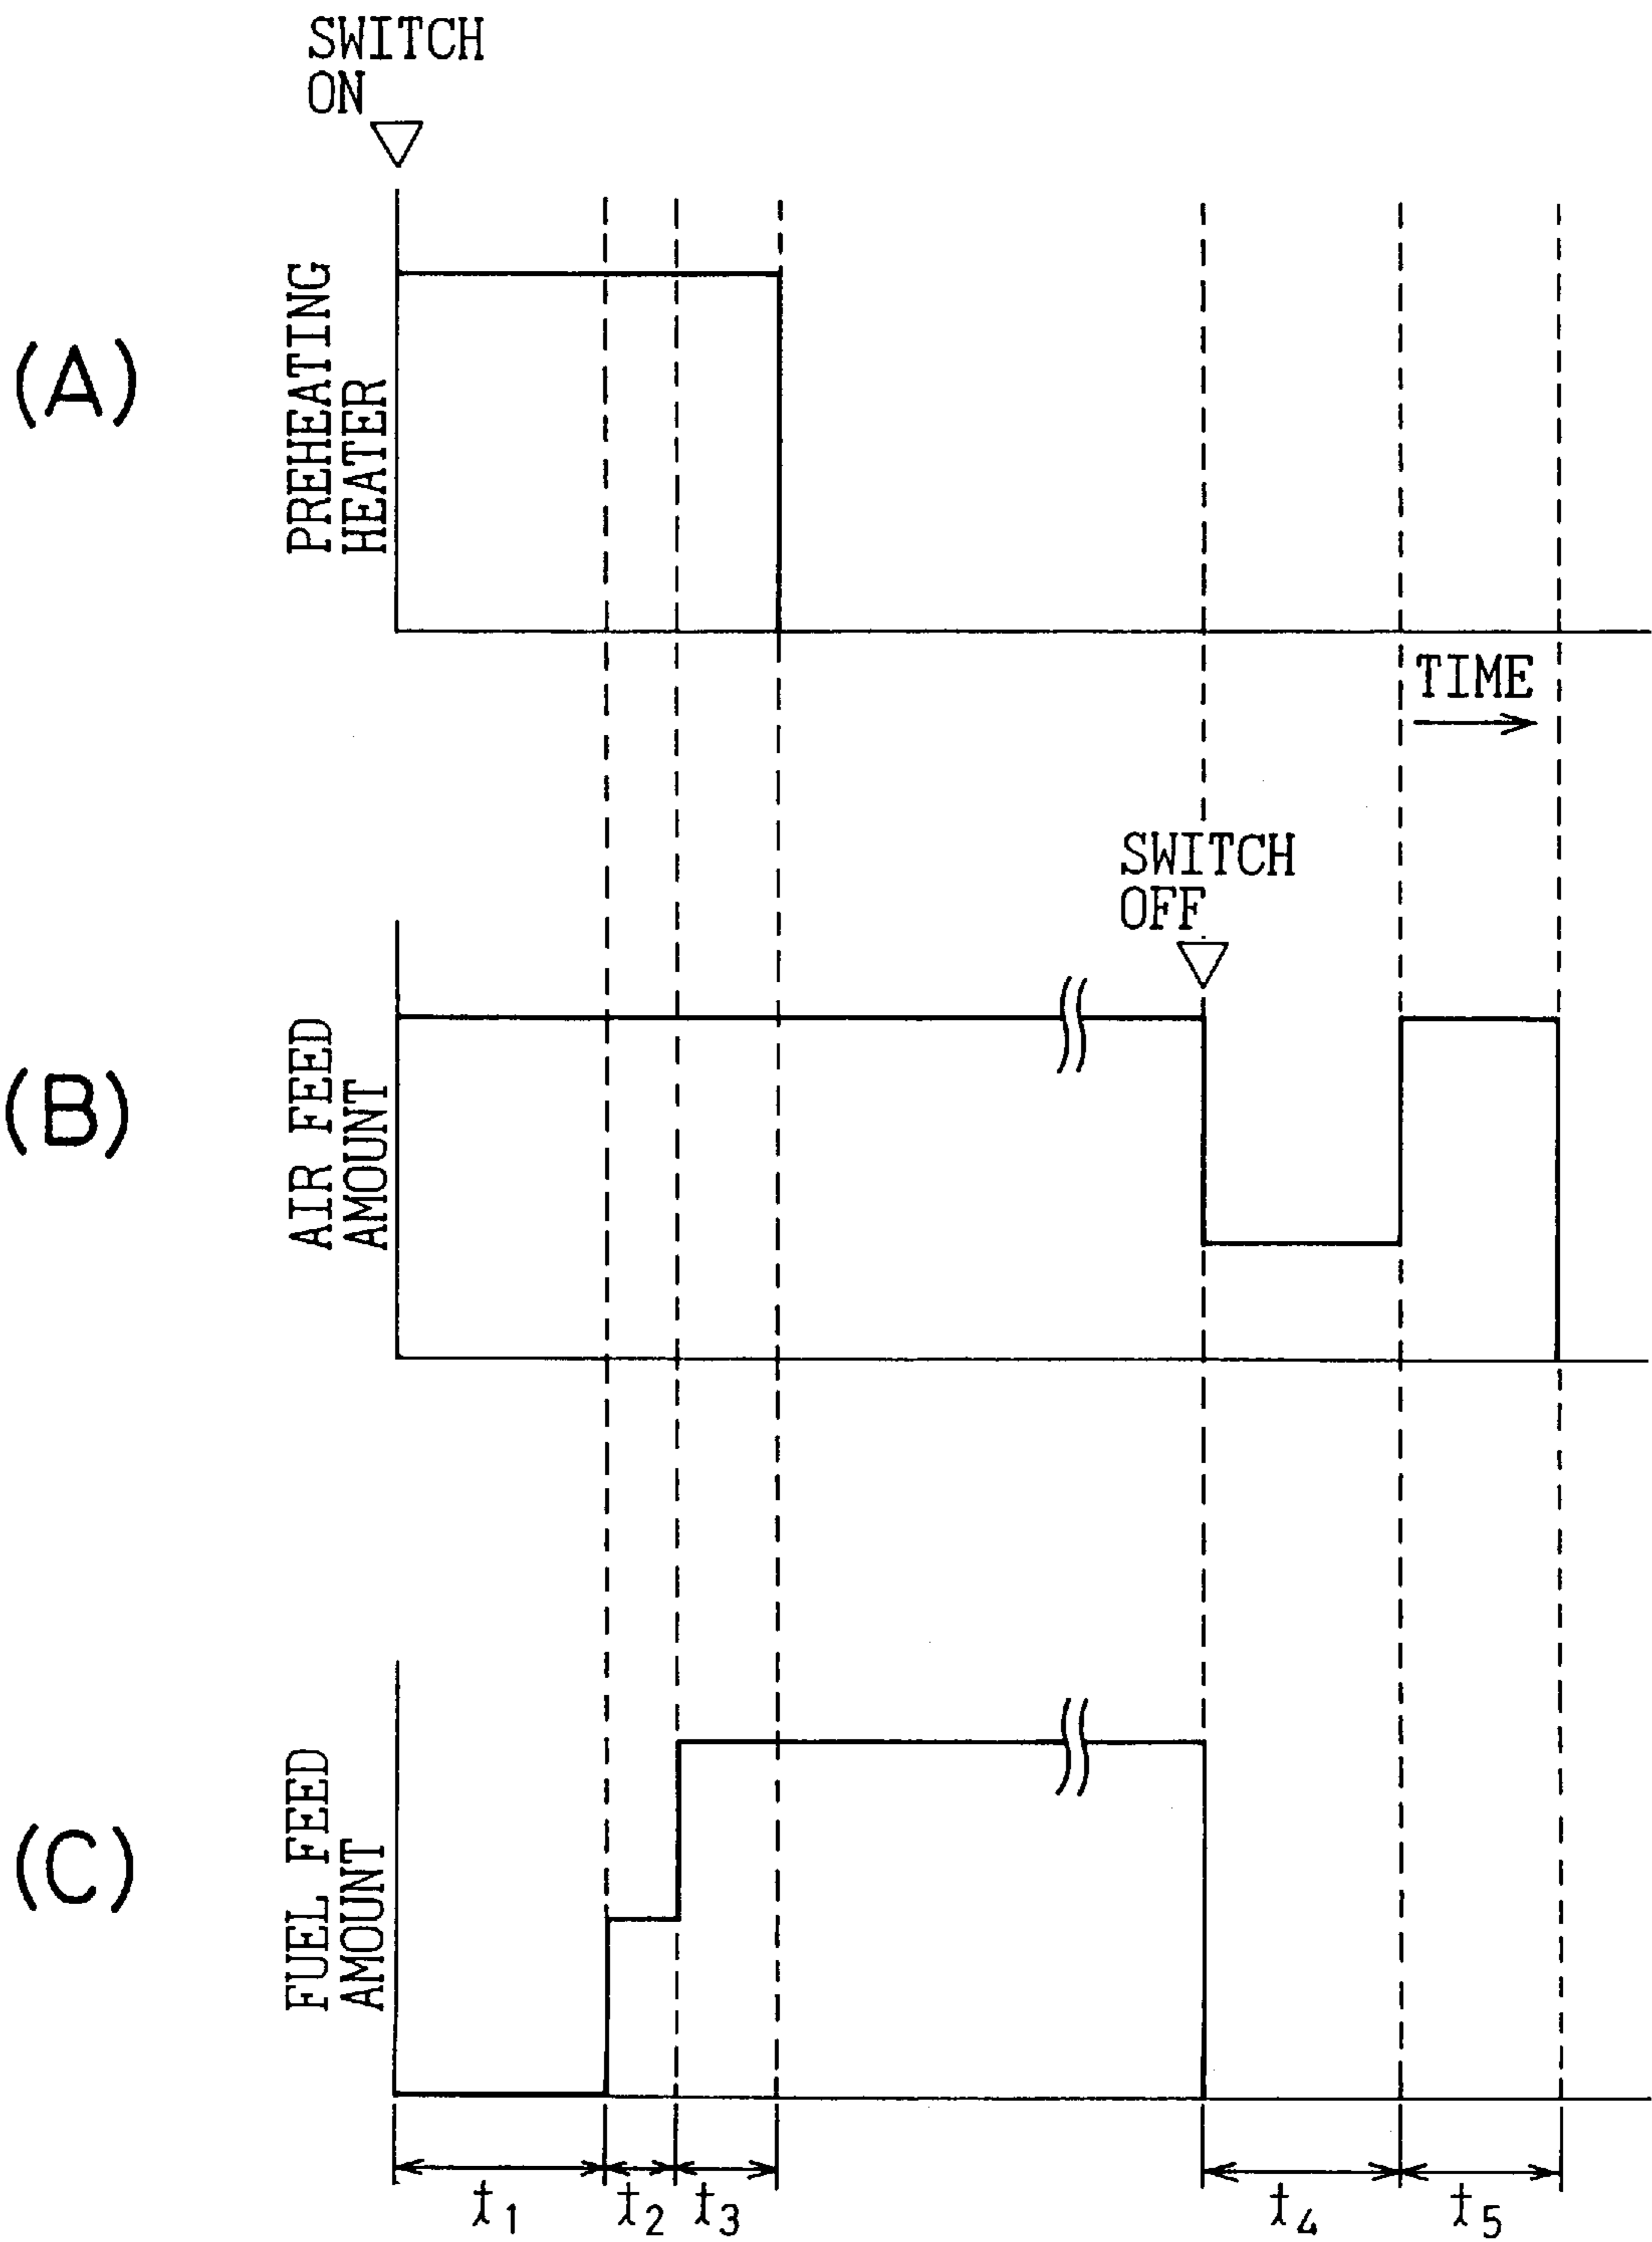 SWITCH
ON
(A)
PREHEATING
HEATER
TIME
SWITCH
OFF
(B)
AIR FEED
AMOUNT
(C)
FUEL FEED
AMOUNT
t1 t2 t3 t4 t5